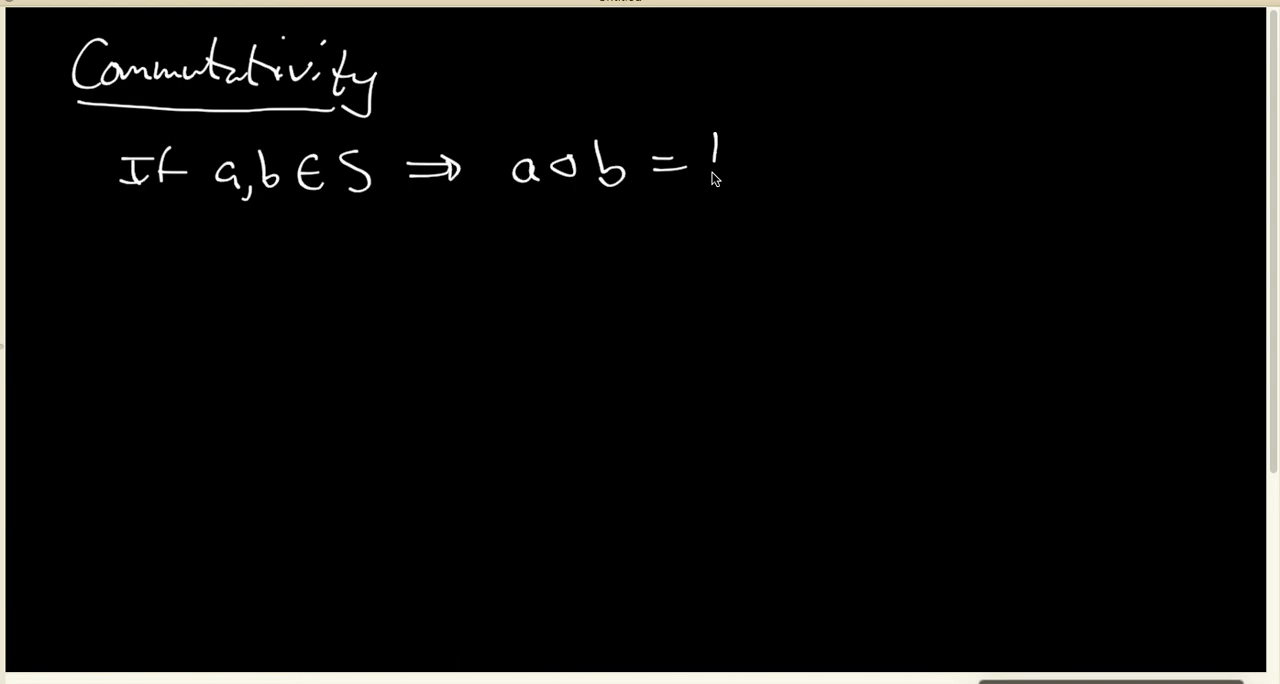 Commutativity
If a,b ∈ S ⇒ a ∘ b =